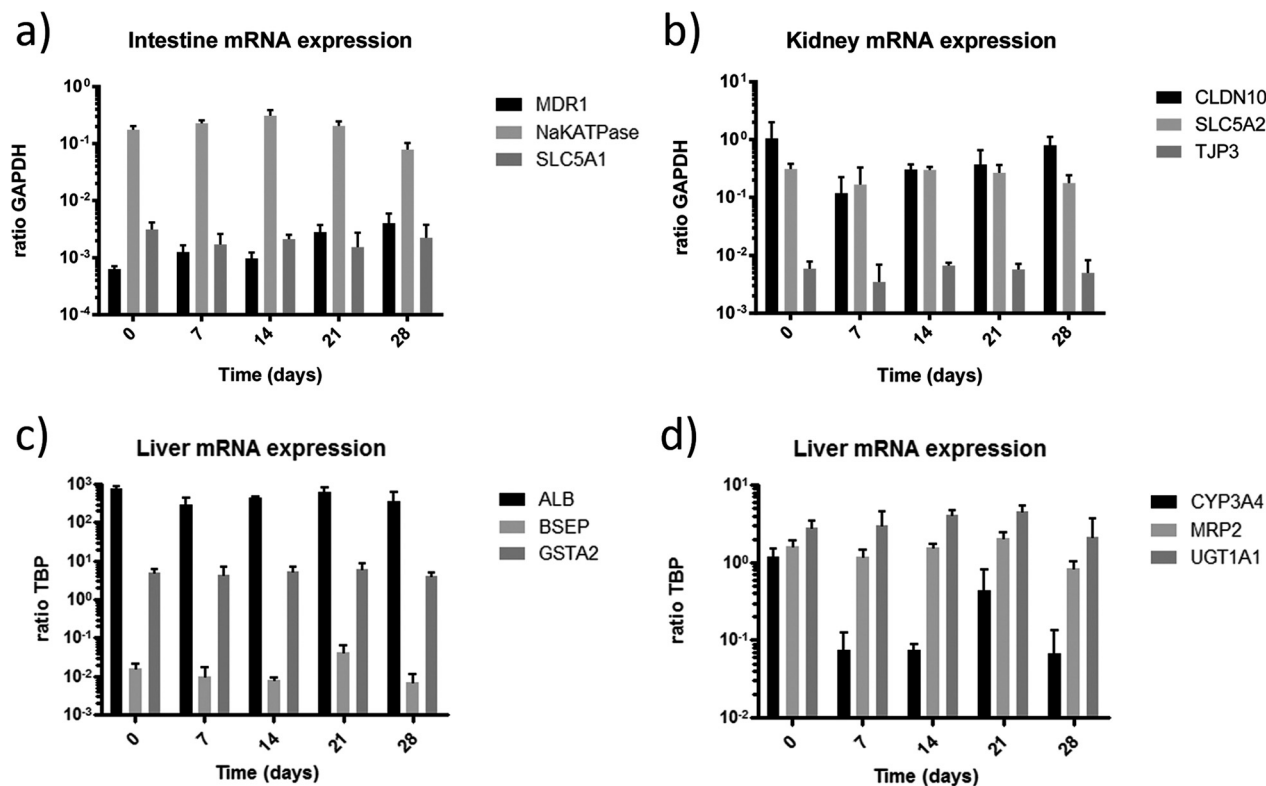 a)
Intestine mRNA expression
ratio GAPDH
10^0
10^-1
10^-2
10^-3
10^-4
0
7
14
21
28
Time (days)
MDR1
NaKATPase
SLC5A1
b)
Kidney mRNA expression
ratio GAPDH
10^1
10^0
10^-1
10^-2
10^-3
0
7
14
21
28
Time (days)
CLDN10
SLC5A2
TJP3
c)
Liver mRNA expression
ratio TBP
10^3
10^2
10^1
10^0
10^-1
10^-2
10^-3
0
7
14
21
28
Time (days)
ALB
BSEP
GSTA2
d)
Liver mRNA expression
ratio TBP
10^1
10^0
10^-1
10^-2
0
7
14
21
28
Time (days)
CYP3A4
MRP2
UGT1A1